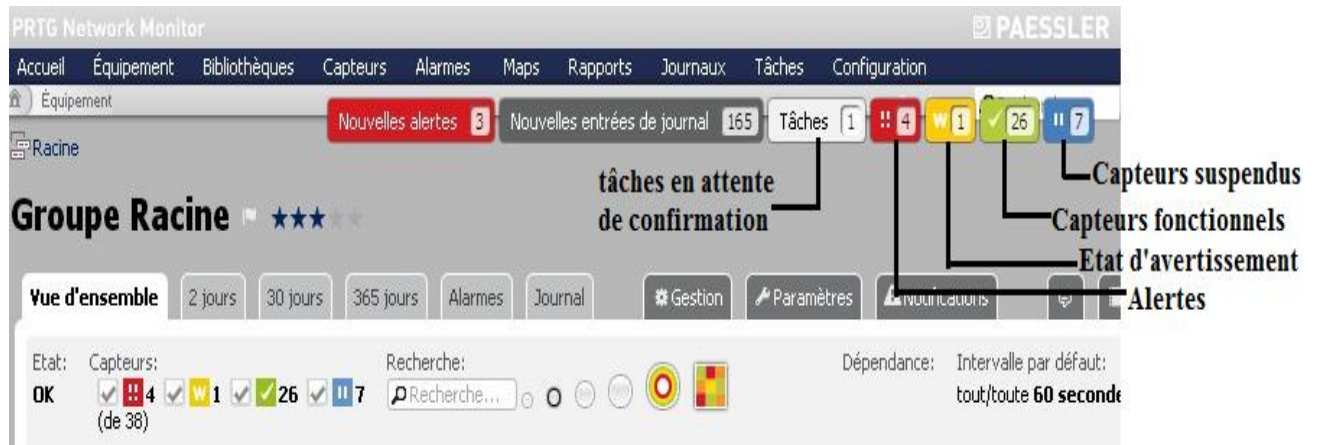 PRTG Network Monitor
PAESSLER
Accueil Équipement Bibliothèques Capteurs Alarmes Maps Rapports Journaux Tâches Configuration
Équipement
Nouvelles alertes 3 Nouvelles entrées de journal 165 Tâches 1 !! 4 W 1 26 7
Racine
tâches en attente
de confirmation
Capteurs suspendus
Groupe Racine
Capteurs fonctionnels
Etat d'avertissement
Alertes
Vue d'ensemble 2 jours 30 jours 365 jours Alarmes Journal Gestion Paramètres Notifications
Etat: Capteurs: Recherche: Dépendance: Intervalle par défaut:
OK !! 4 W 1 26 7 Recherche... tout/toute 60 seconde
(de 38)